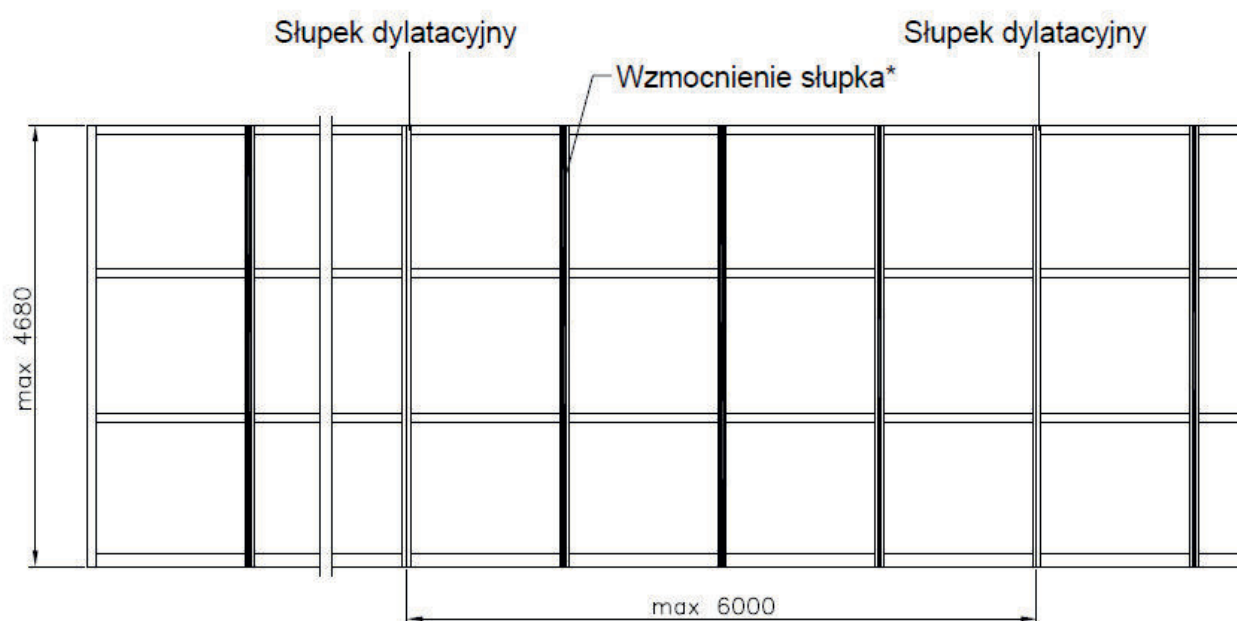 Słupek dylatacyjny
Słupek dylatacyjny
Wzmocnienie słupka*
max 4680
max 6000